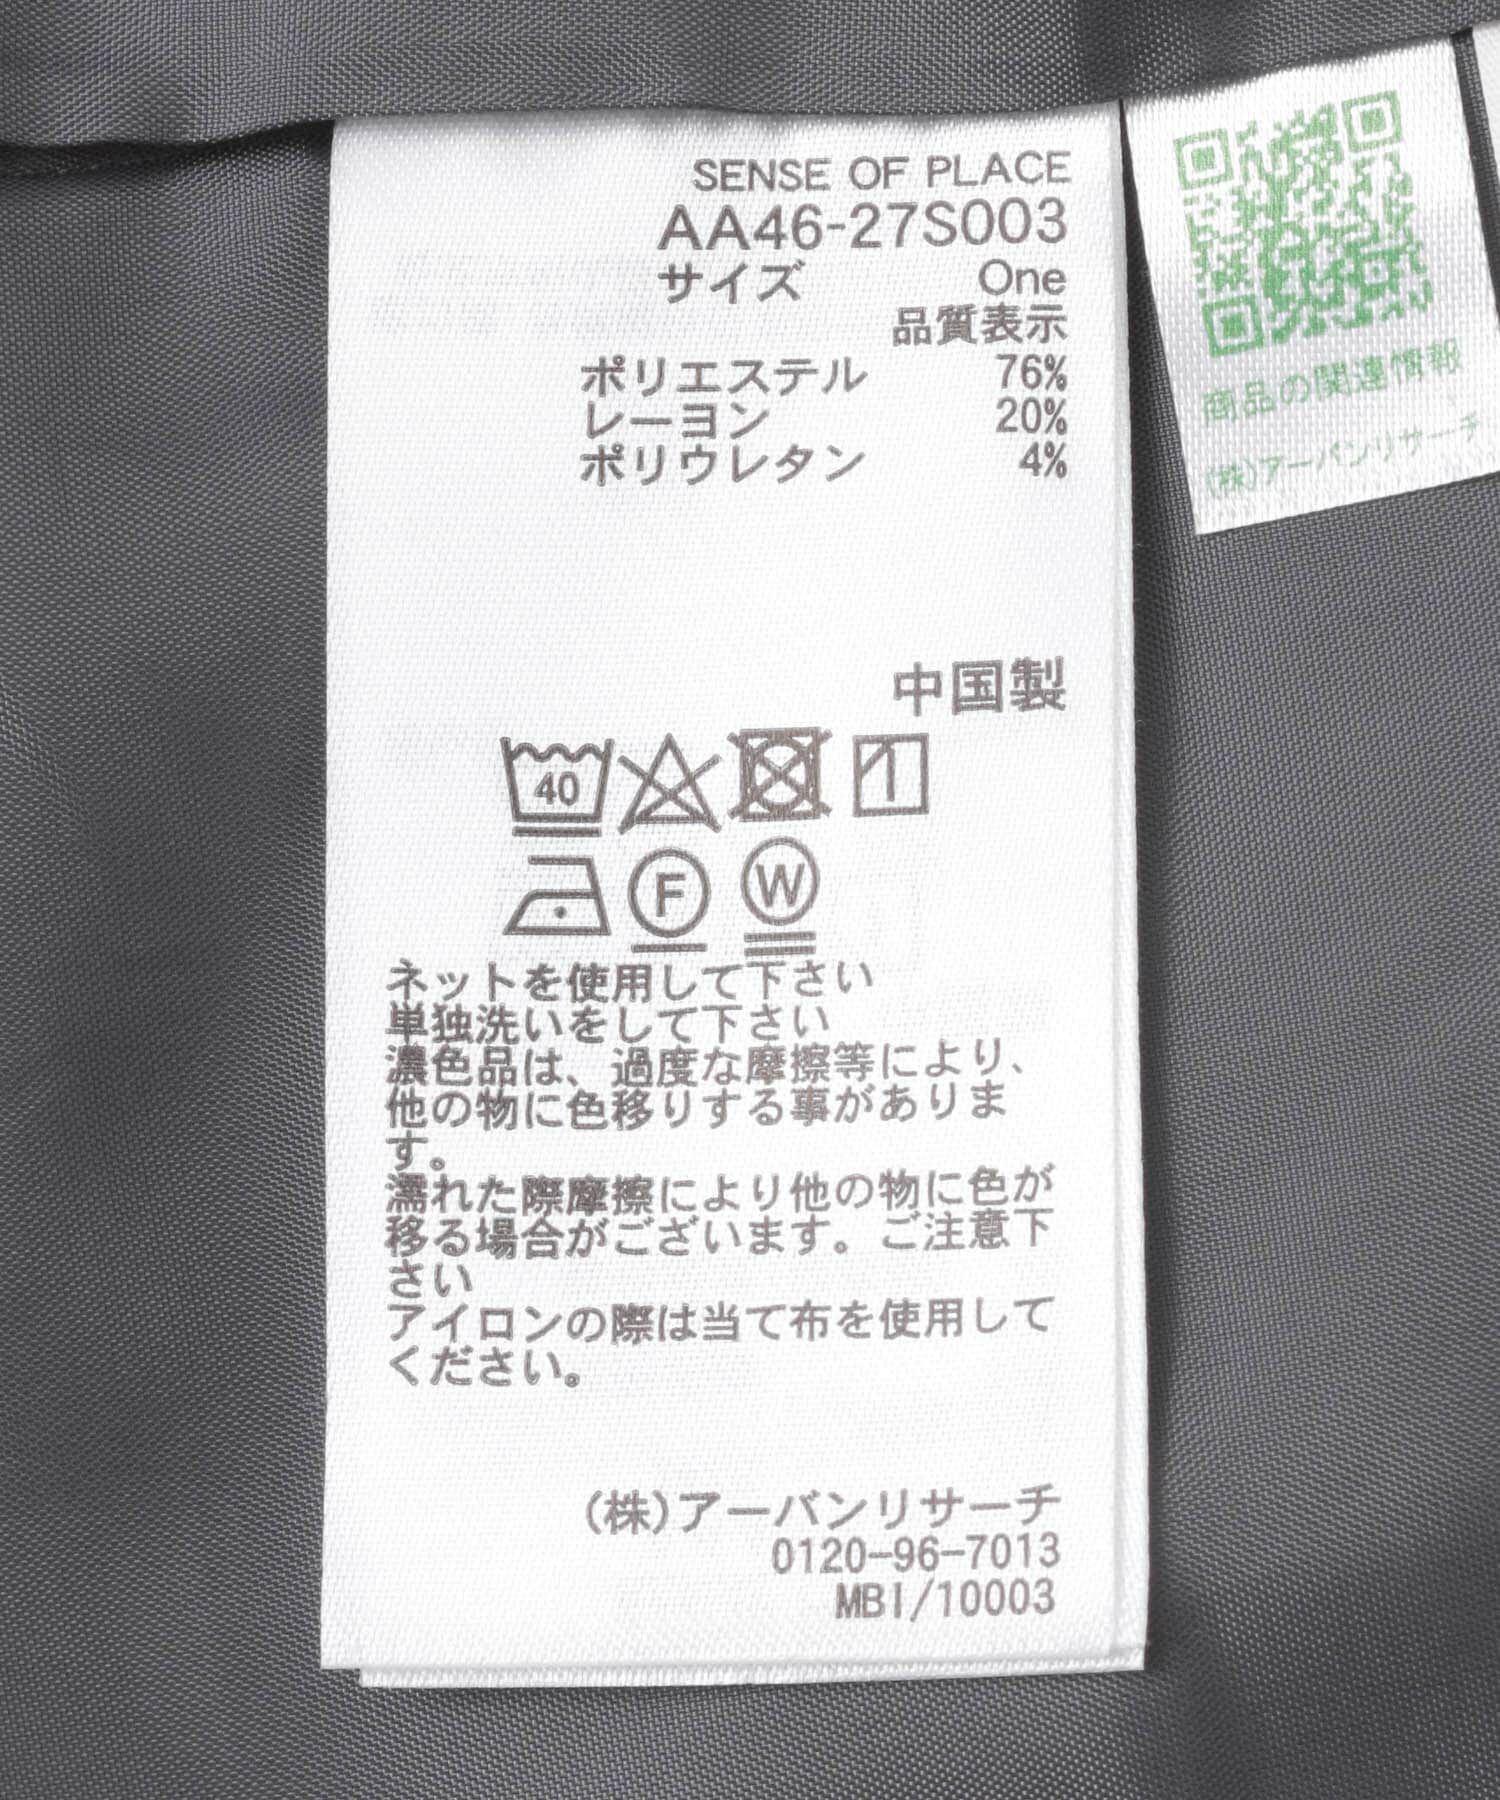 SENSE OF PLACE
AA46-27S003
サイズ One
品質表示
ポリエステル 76%
レーヨン 20%
ポリウレタン 4%
中国製
40
F W
ネットを使用して下さい
単独洗いをして下さい
濃色品は、過度な摩擦等により、
他の物に色移りする事がありま
す。
濡れた際摩擦により他の物に色が
移る場合がございます。ご注意下
さい
アイロンの際は当て布を使用して
ください。
(株)アーバンリサーチ
0120-96-7013
MBI/10003
商品の関連情報
(株)アーバンリサーチ